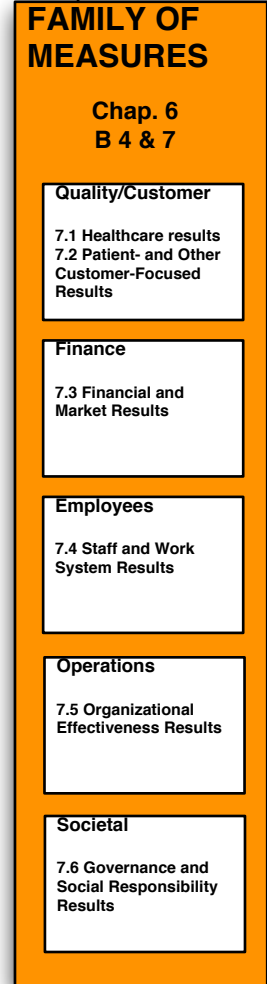 FAMILY OF
MEASURES
Chap. 6
B 4 & 7
Quality/Customer
7.1 Healthcare results
7.2 Patient- and Other
Customer-Focused
Results
Finance
7.3 Financial and
Market Results
Employees
7.4 Staff and Work
System Results
Operations
7.5 Organizational
Effectiveness Results
Societal
7.6 Governance and
Social Responsibility
Results